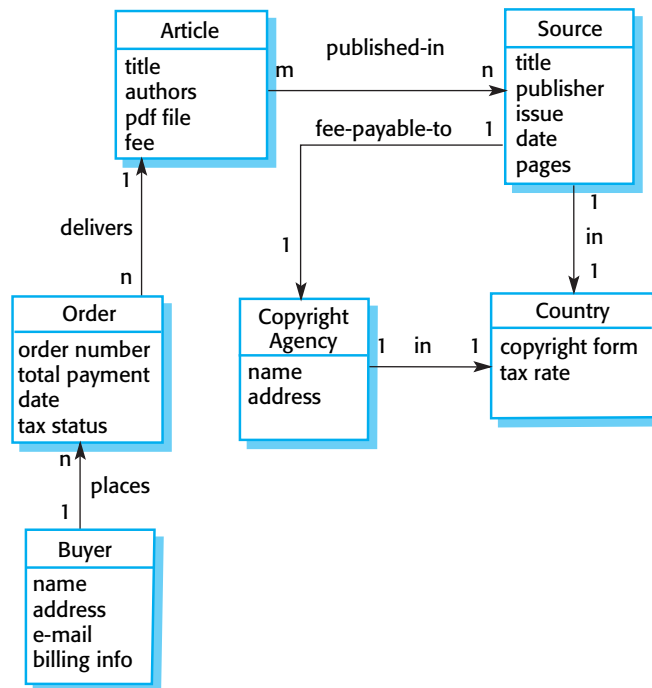 Article
title
authors
pdf file
fee
published-in
m
n
Source
title
publisher
issue
date
pages
fee-payable-to
1
1
1
in
1
1
delivers
n
Order
order number
total payment
date
tax status
Copyright
Agency
name
address
1
in
1
Country
copyright form
tax rate
n
places
1
Buyer
name
address
e-mail
billing info